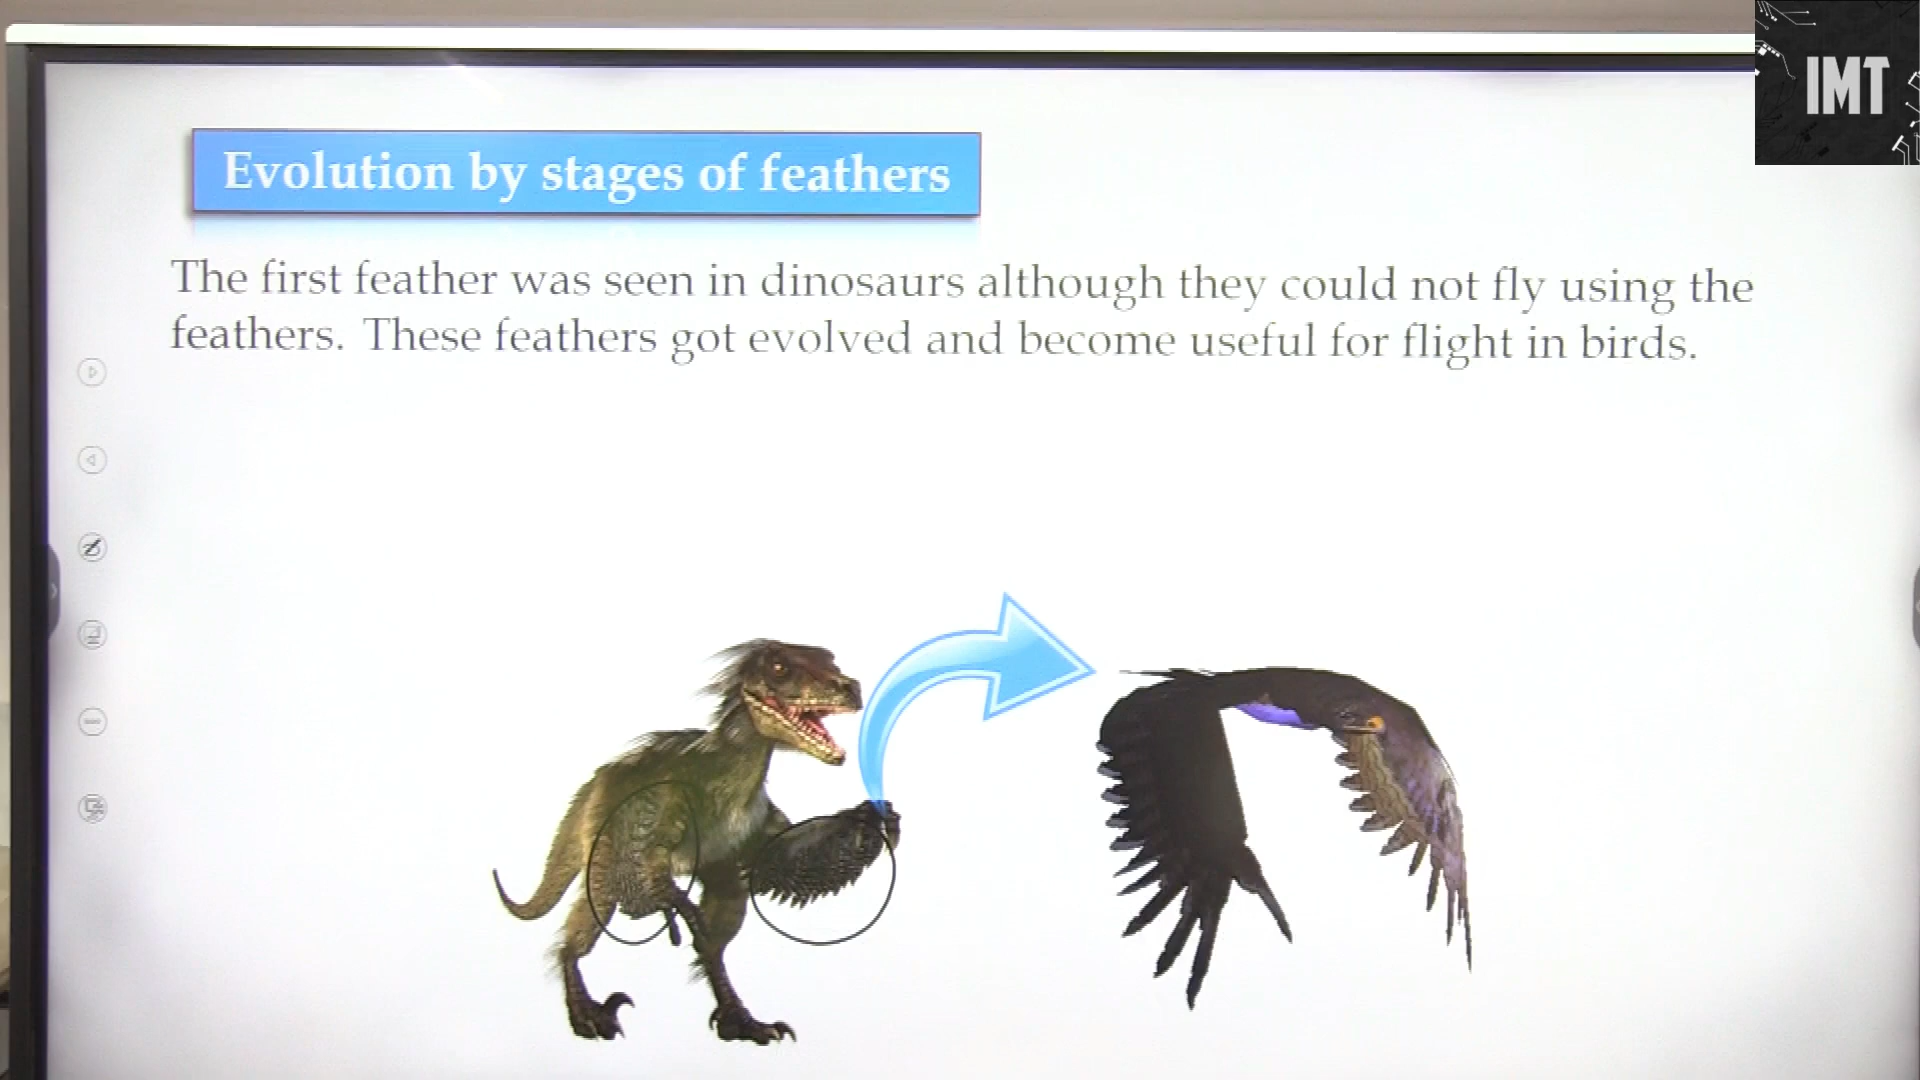 IMT
Evolution by stages of feathers
The first feather was seen in dinosaurs although they could not fly using the
feathers. These feathers got evolved and become useful for flight in birds.